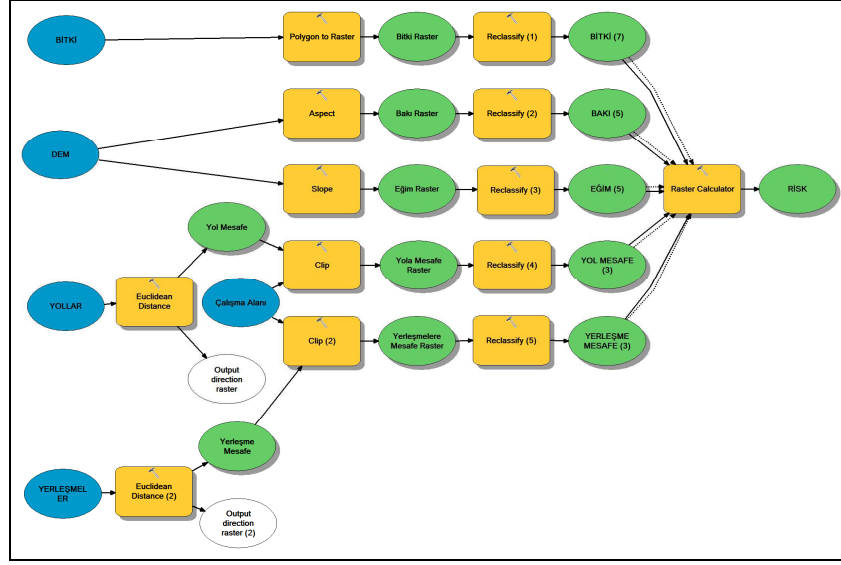 BİTKİ
Polygon to Raster
Bitki Raster
Reclassify (1)
BİTKİ (7)
DEM
Aspect
Bakı Raster
Reclassify (2)
BAKI (5)
Slope
Eğim Raster
Reclassify (3)
EĞİM (5)
Raster Calculator
RİSK
Yol Mesafe
Clip
Yola Mesafe
Raster
Reclassify (4)
YOL MESAFE
(3)
YOLLAR
Euclidean
Distance
Çalışma Alanı
Clip (2)
Yerleşmelere
Mesafe Raster
Reclassify (5)
YERLEŞME
MESAFE (3)
Output
direction
raster
Yerleşme
Mesafe
YERLEŞMEL
ER
Euclidean
Distance (2)
Output
direction
raster (2)